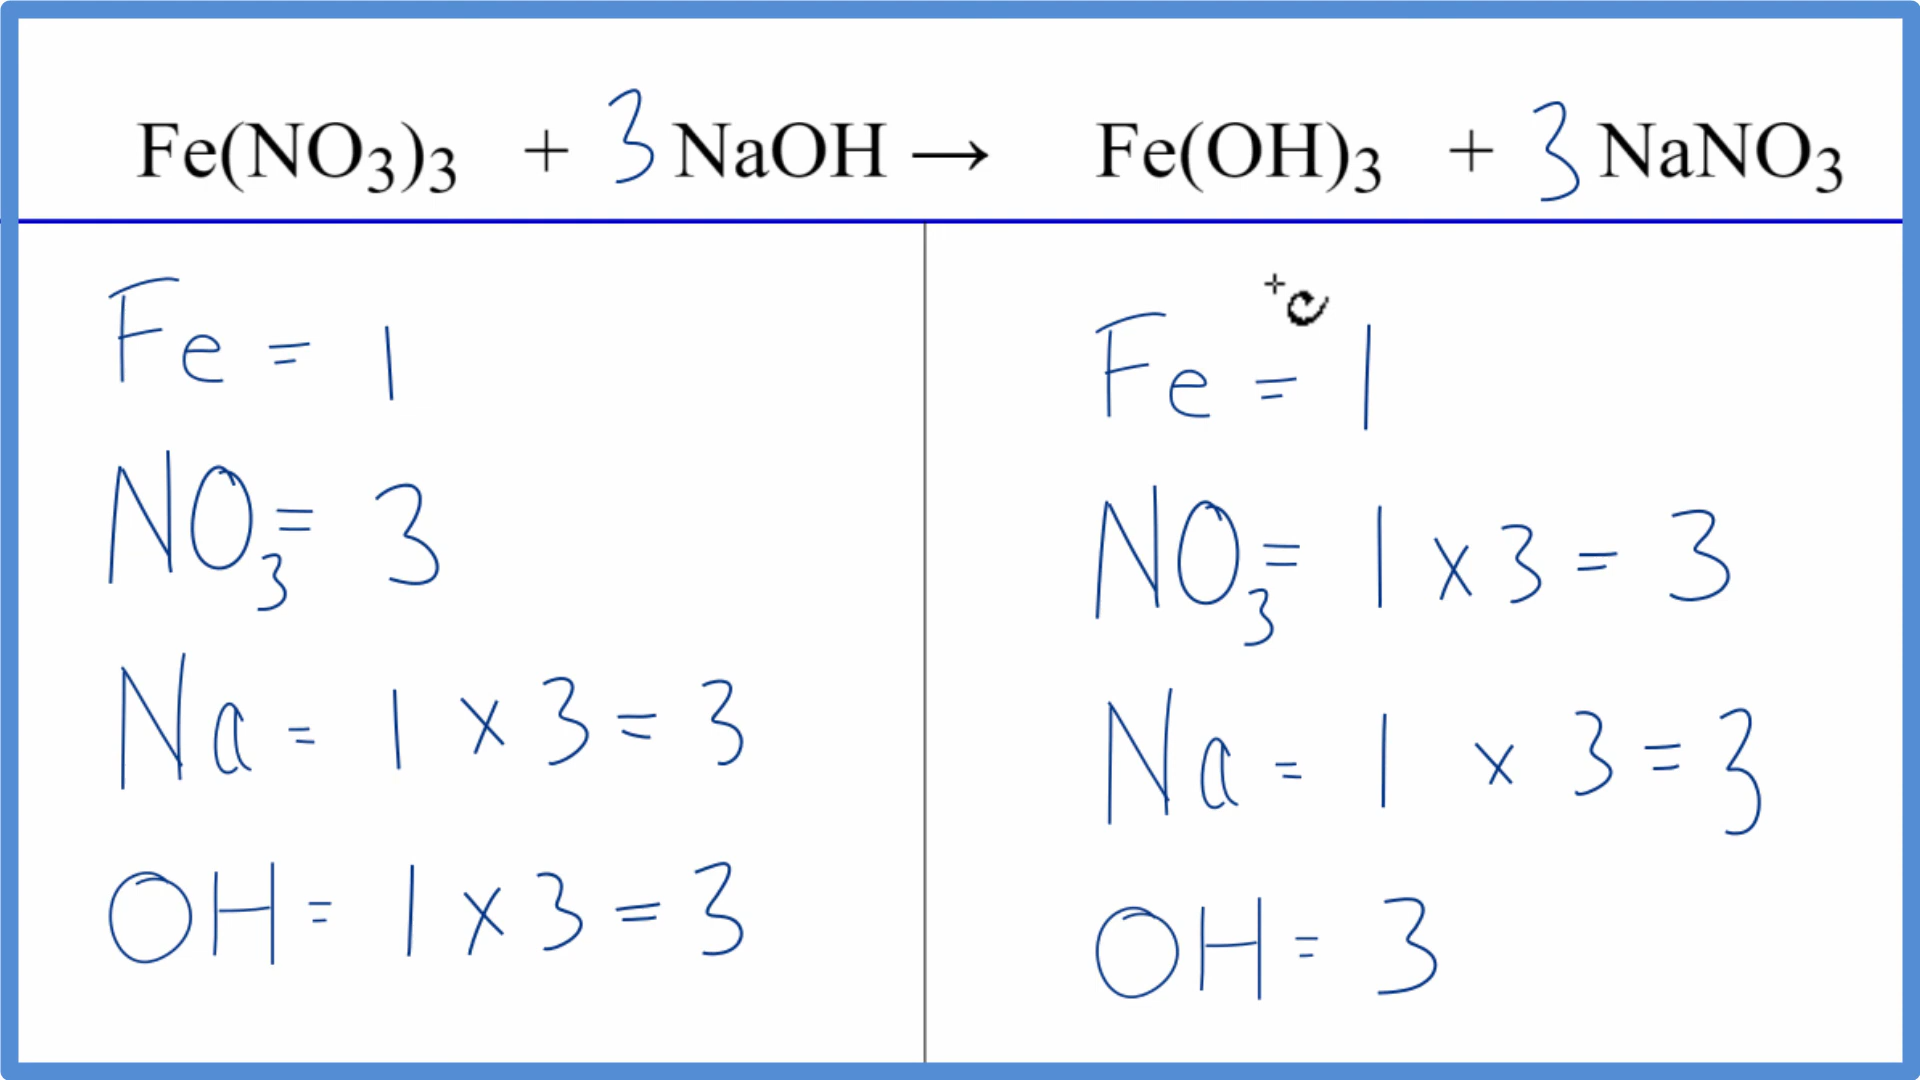 Fe(NO₃)₃ + 3 NaOH → Fe(OH)₃ + 3 NaNO₃
Fe = 1
NO₃ = 3
Na = 1 x 3 = 3
OH = 1 x 3 = 3
Fe = 1
NO₃ = 1 x 3 = 3
Na = 1 x 3 = 3
OH = 3